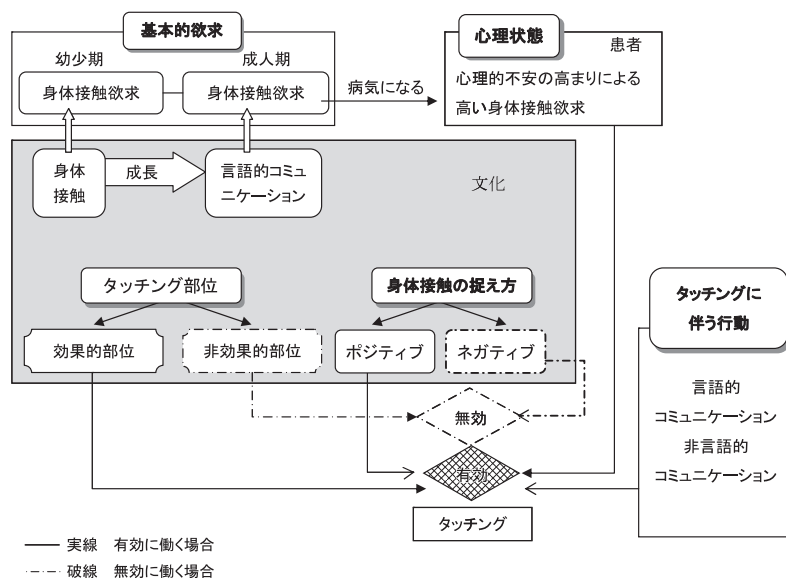 基本的欲求
幼少期
成人期
身体接触欲求
身体接触欲求
病気になる
心理状態
患者
心理的不安の高まりによる
高い身体接触欲求
身体
接触
成長
言語的コミュ
ニケーション
文化
タッチング部位
身体接触の捉え方
効果的部位
非効果的部位
ポジティブ
ネガティブ
タッチングに
伴う行動
言語的
コミュニケーション
非言語的
コミュニケーション
無効
有効
タッチング
実線 有効に働く場合
破線 無効に働く場合